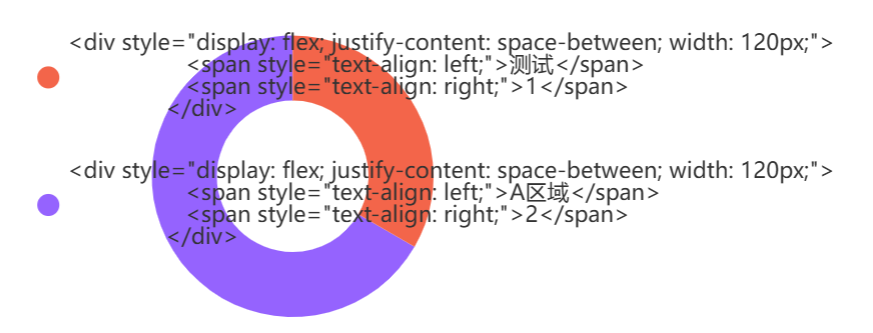 <div style="display: flex; justify-content: space-between; width: 120px;">
<span style="text-align: left;">测试</span>
<span style="text-align: right;">1</span>
</div>
<div style="display: flex; justify-content: space-between; width: 120px;">
<span style="text-align: left;">A区域</span>
<span style="text-align: right;">2</span>
</div>